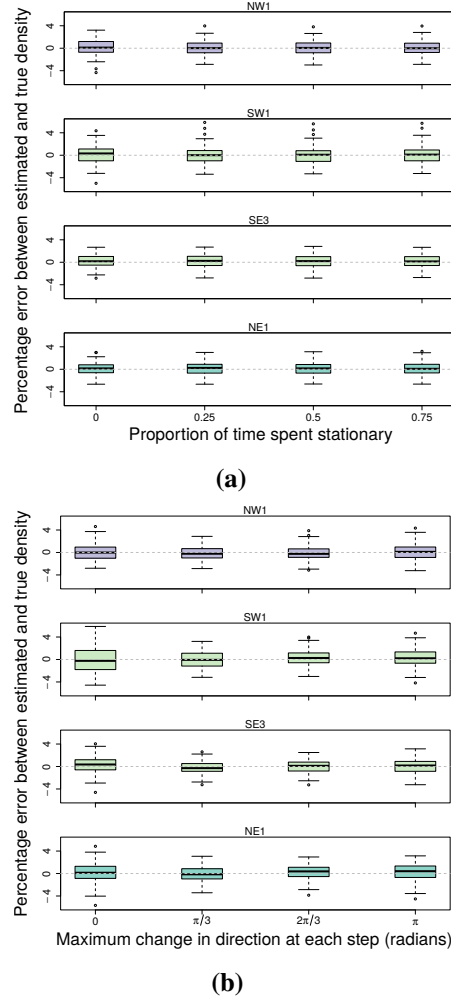 NW1
4
0
−4
SW1
4
0
−4
SE3
4
0
−4
NE1
4
0
−4
0 0.25 0.5 0.75
Percentage error between estimated and true density
Proportion of time spent stationary
(a)
NW1
4
0
−4
SW1
4
0
−4
SE3
4
0
−4
NE1
4
0
−4
0 π/3 2π/3 π
Percentage error between estimated and true density
Maximum change in direction at each step (radians)
(b)